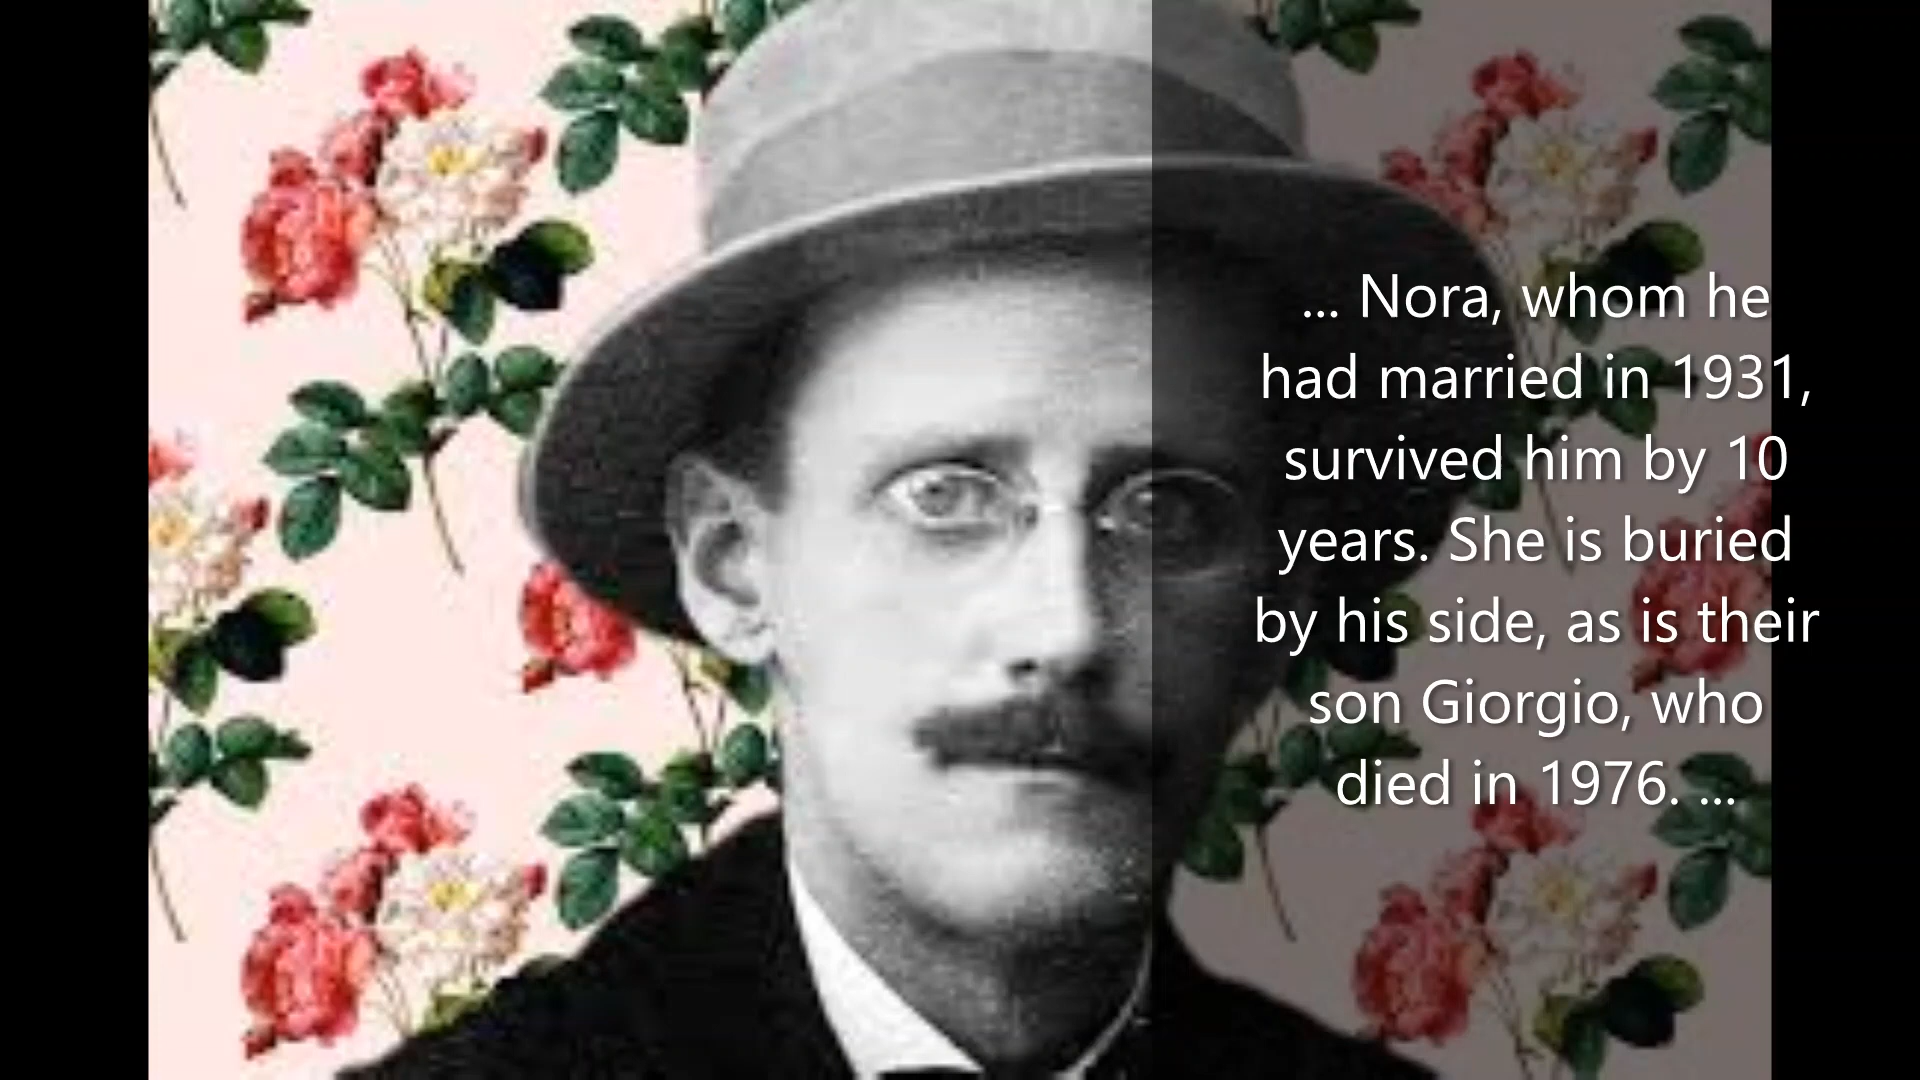 ... Nora, whom he
had married in 1931,
survived him by 10
years. She is buried
by his side, as is their
son Giorgio, who
died in 1976. ...